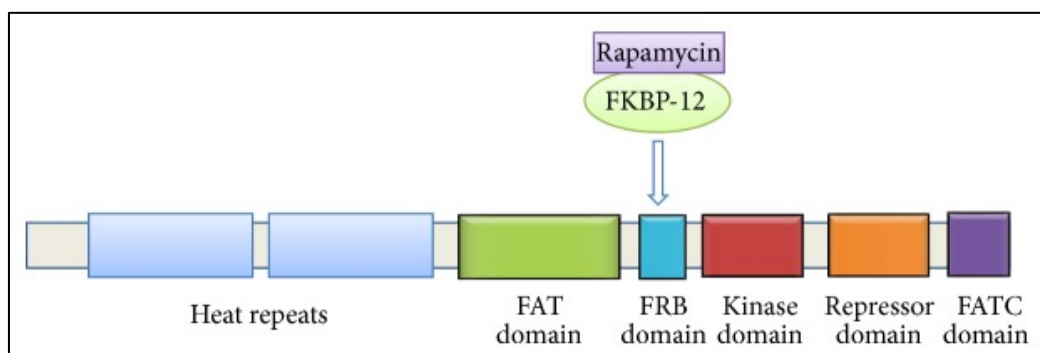 Rapamycin
FKBP-12
Heat repeats
FAT
domain
FRB
domain
Kinase
domain
Repressor
domain
FATC
domain